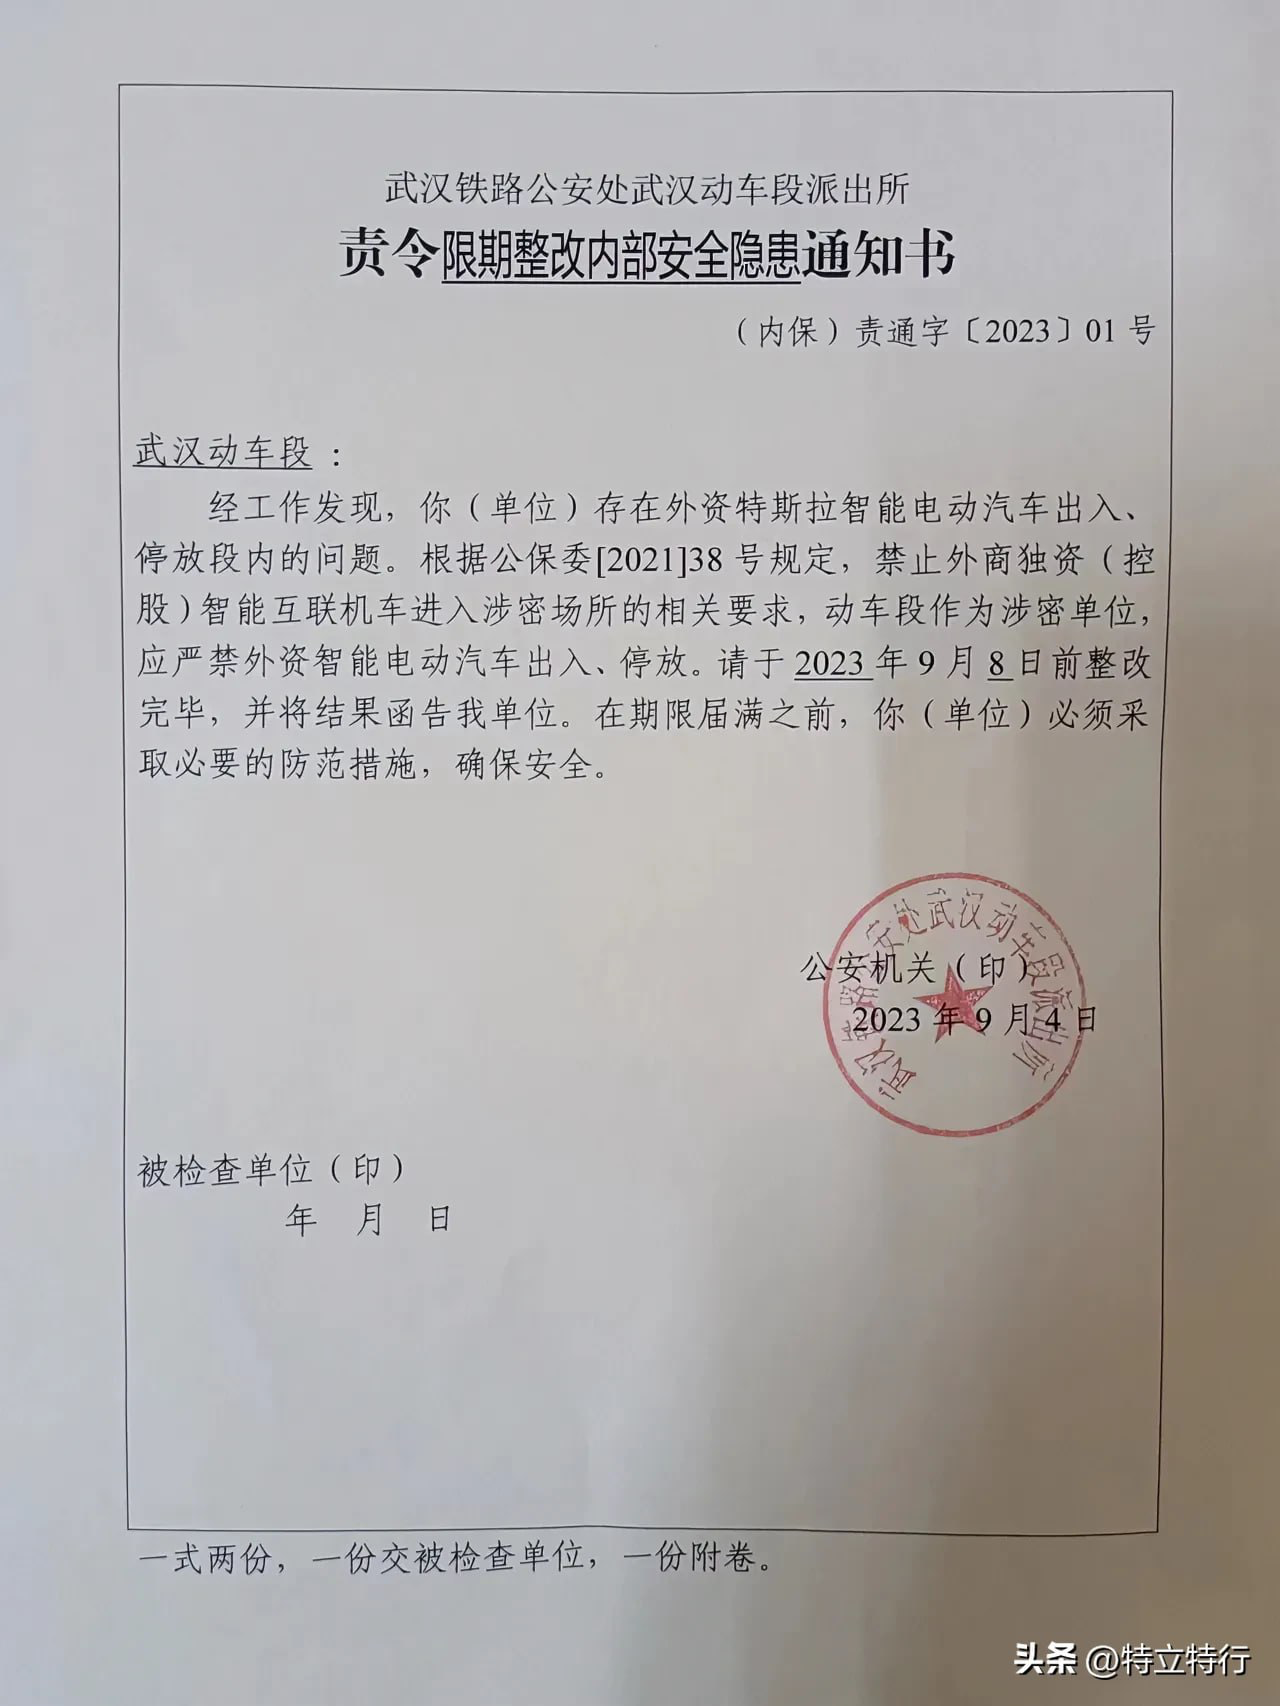 武汉铁路公安处武汉动车段派出所
责令限期整改内部安全隐患通知书
（内保）责通字〔2023〕01号
武汉动车段：
经工作发现，你（单位）存在外资特斯拉智能电动汽车出入、
停放段内的问题。根据公保委[2021]38号规定，禁止外商独资（控
股）智能互联机车进入涉密场所的相关要求，动车段作为涉密单位，
应严禁外资智能电动汽车出入、停放。请于2023年9月8日前整改
完毕，并将结果函告我单位。在期限届满之前，你（单位）必须采
取必要的防范措施，确保安全。
武汉铁路公安处武汉动车段派出所
公安机关（印）
2023年9月4日
被检查单位（印）
年 月 日
一式两份，一份交被检查单位，一份附卷。
头条 @特立特行